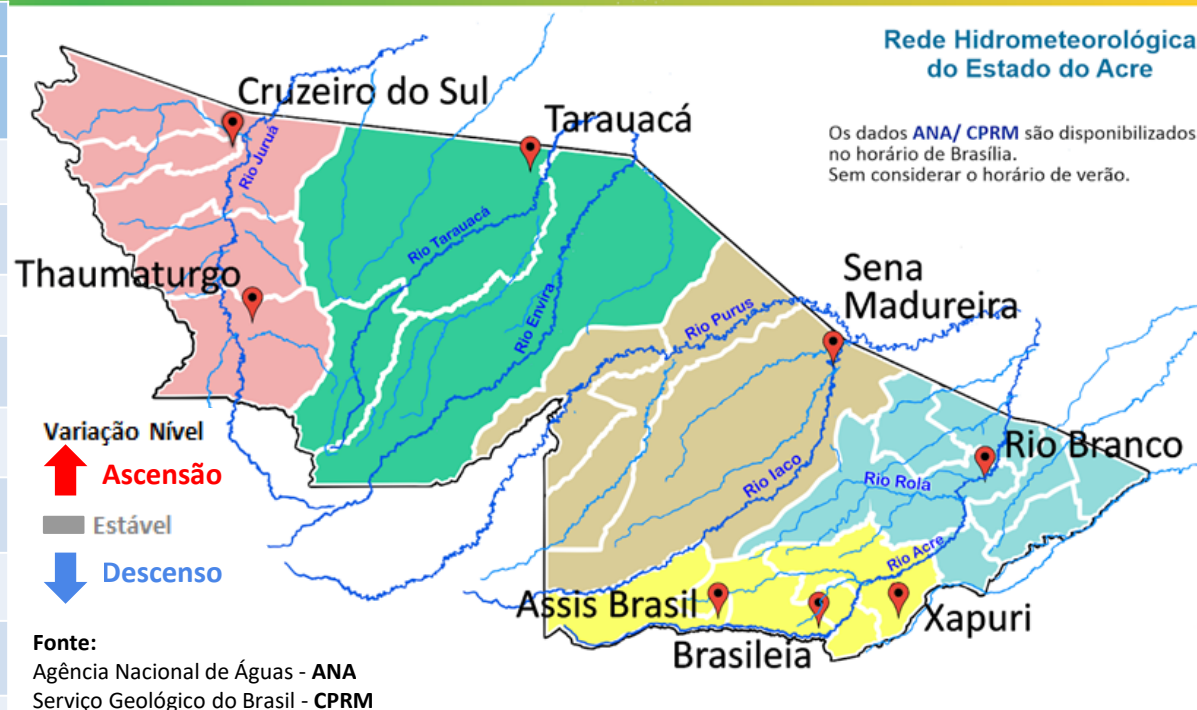 Rede Hidrometeorológica
do Estado do Acre
Os dados ANA/ CPRM são disponibilizados
no horário de Brasília.
Sem considerar o horário de verão.
Cruzeiro do Sul
Tarauacá
Rio Juruá
Rio Tarauacá
Thaumaturgo
Rio Envira
Sena
Madureira
Rio Purus
Variação Nível
Ascensão
Estável
Descenso
Rio Branco
Rio Iaco
Rio Rola
Rio Acre
Assis Brasil
Xapuri
Brasileia
Fonte:
Agência Nacional de Águas - ANA
Serviço Geológico do Brasil - CPRM